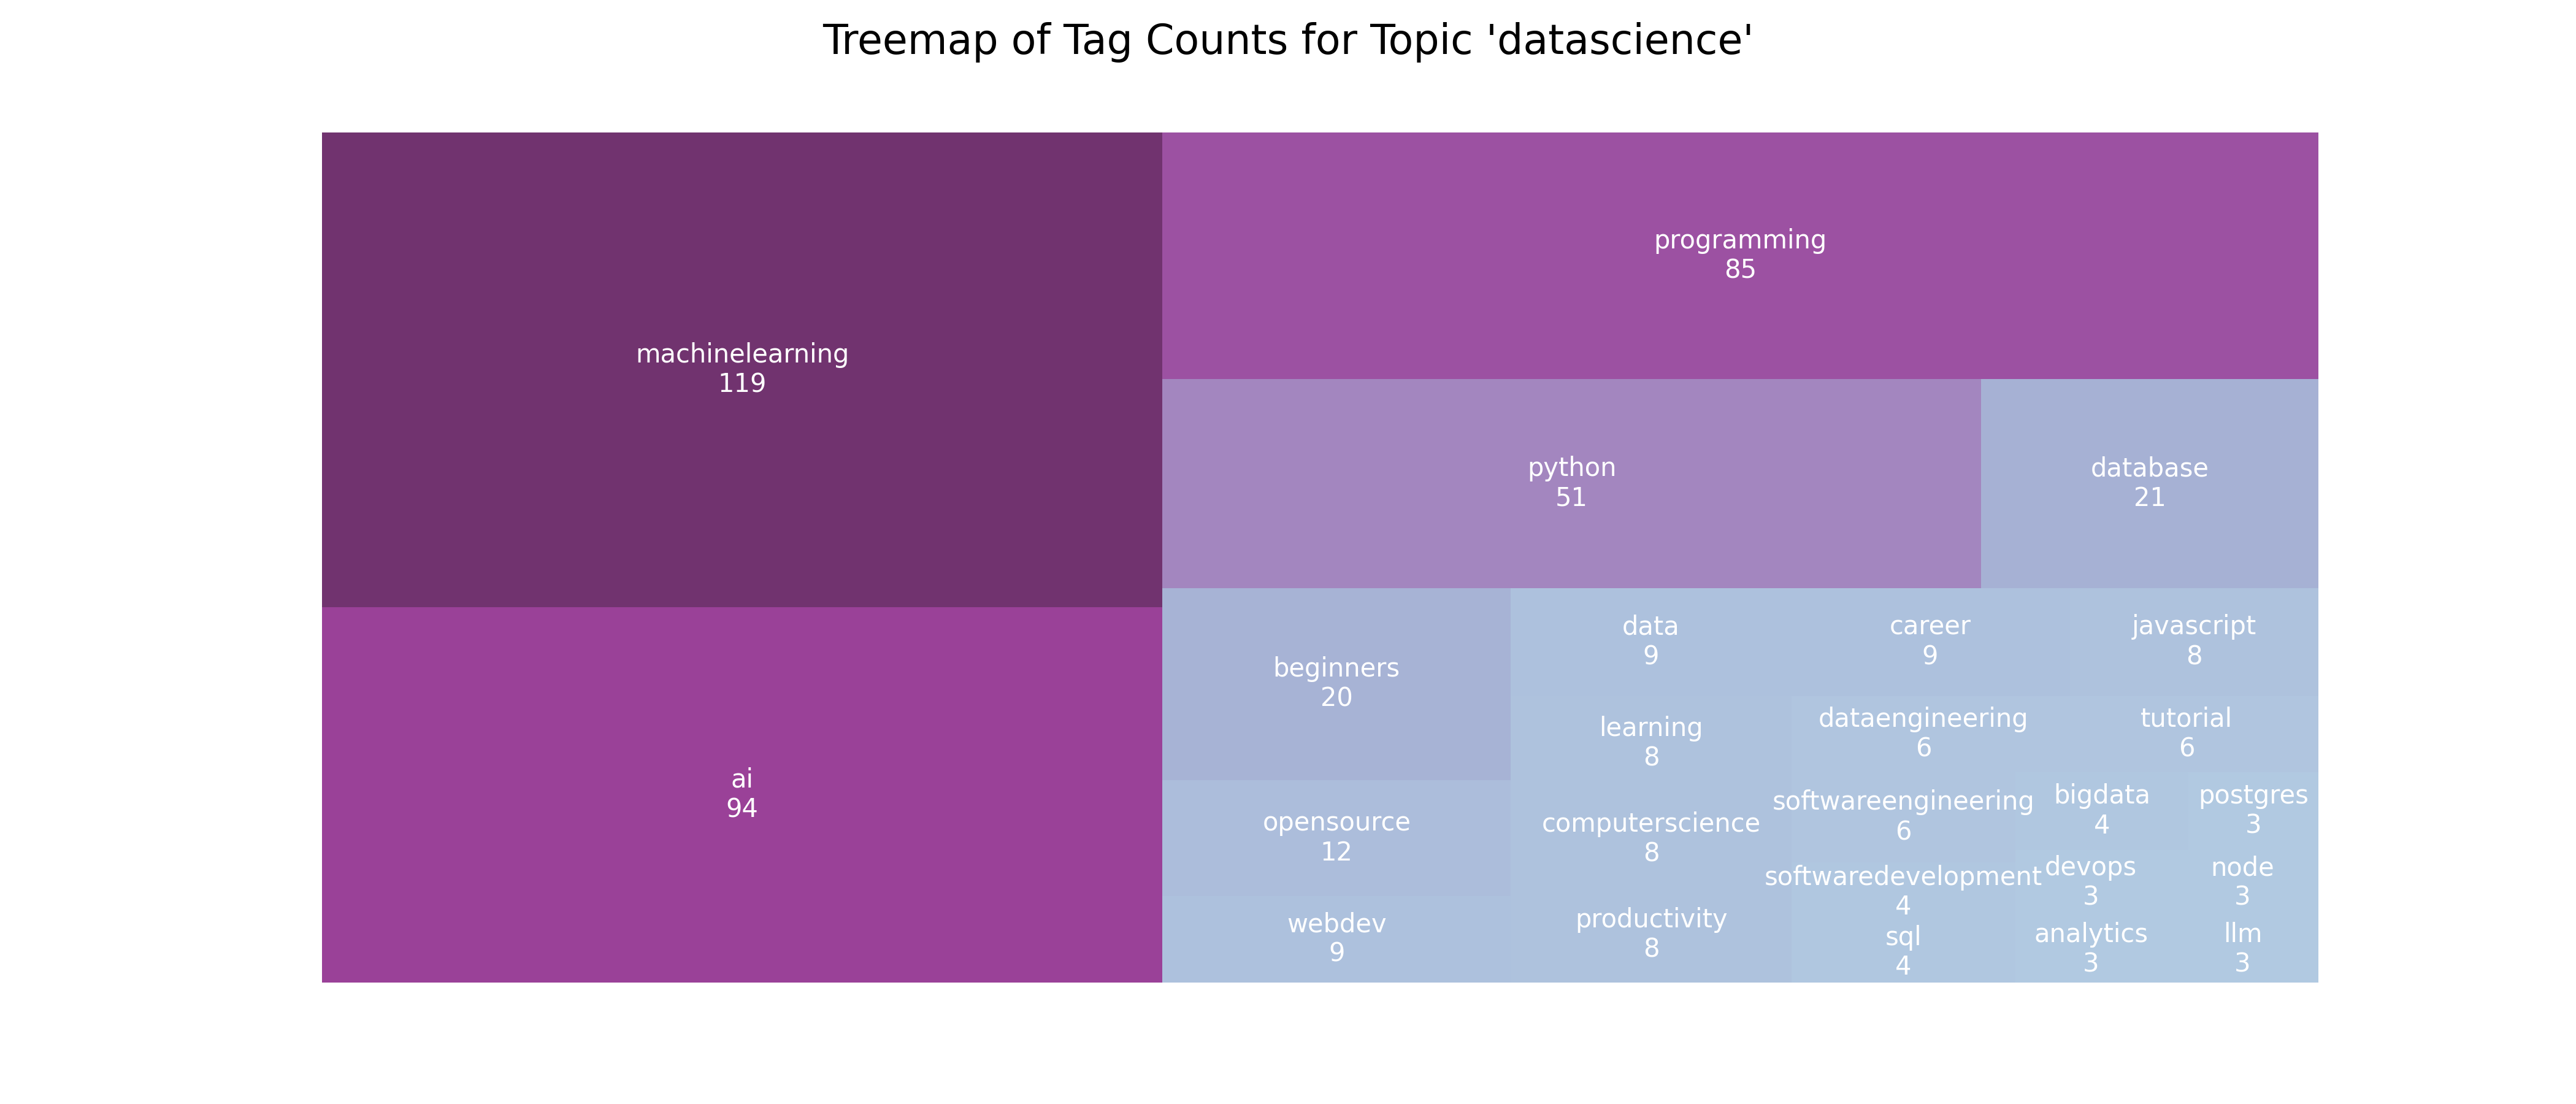 Treemap of Tag Counts for Topic 'datascience'
machinelearning
119
ai
94
programming
85
python
51
database
21
beginners
20
opensource
12
webdev
9
data
9
career
9
javascript
8
learning
8
computerscience
8
productivity
8
dataengineering
6
tutorial
6
softwareengineering
6
softwaredevelopment
4
sql
4
bigdata
4
postgres
3
devops
3
node
3
analytics
3
llm
3